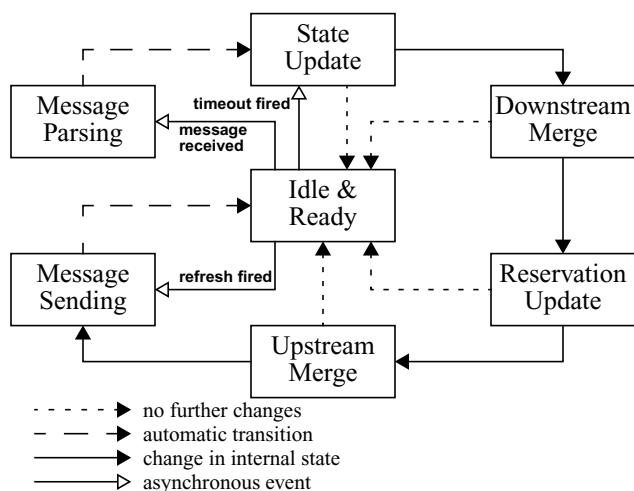 State
Update
timeout fired
Message
Parsing
message
received
Downstream
Merge
Idle &
Ready
Message
Sending
refresh fired
Reservation
Update
Upstream
Merge
no further changes
automatic transition
change in internal state
asynchronous event